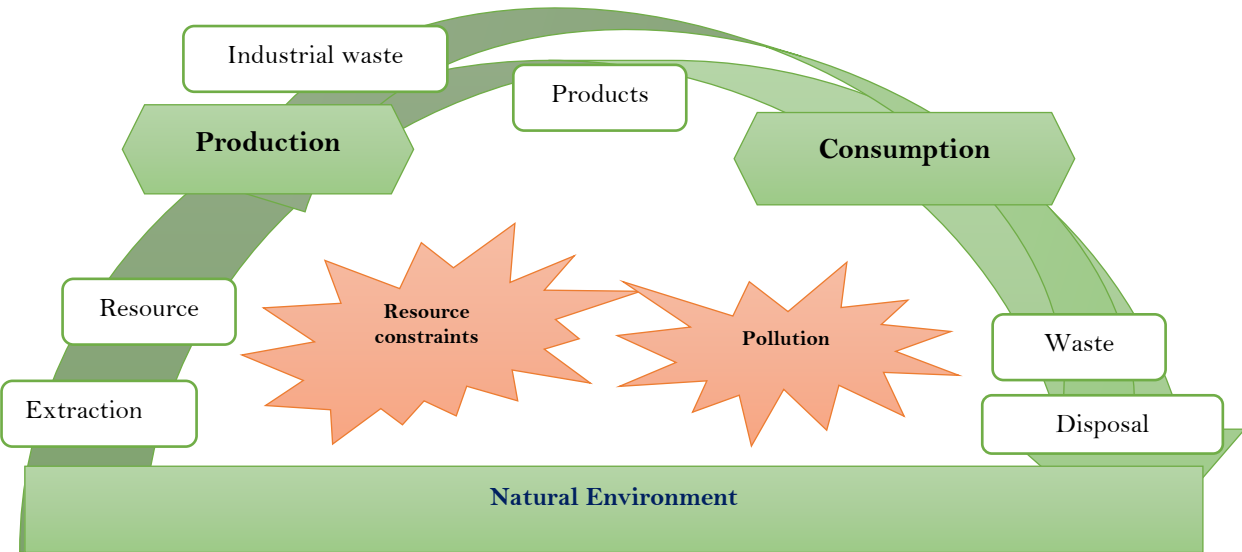 Industrial waste
Products
Production
Consumption
Resource
Resource
constraints
Pollution
Waste
Extraction
Disposal
Natural Environment